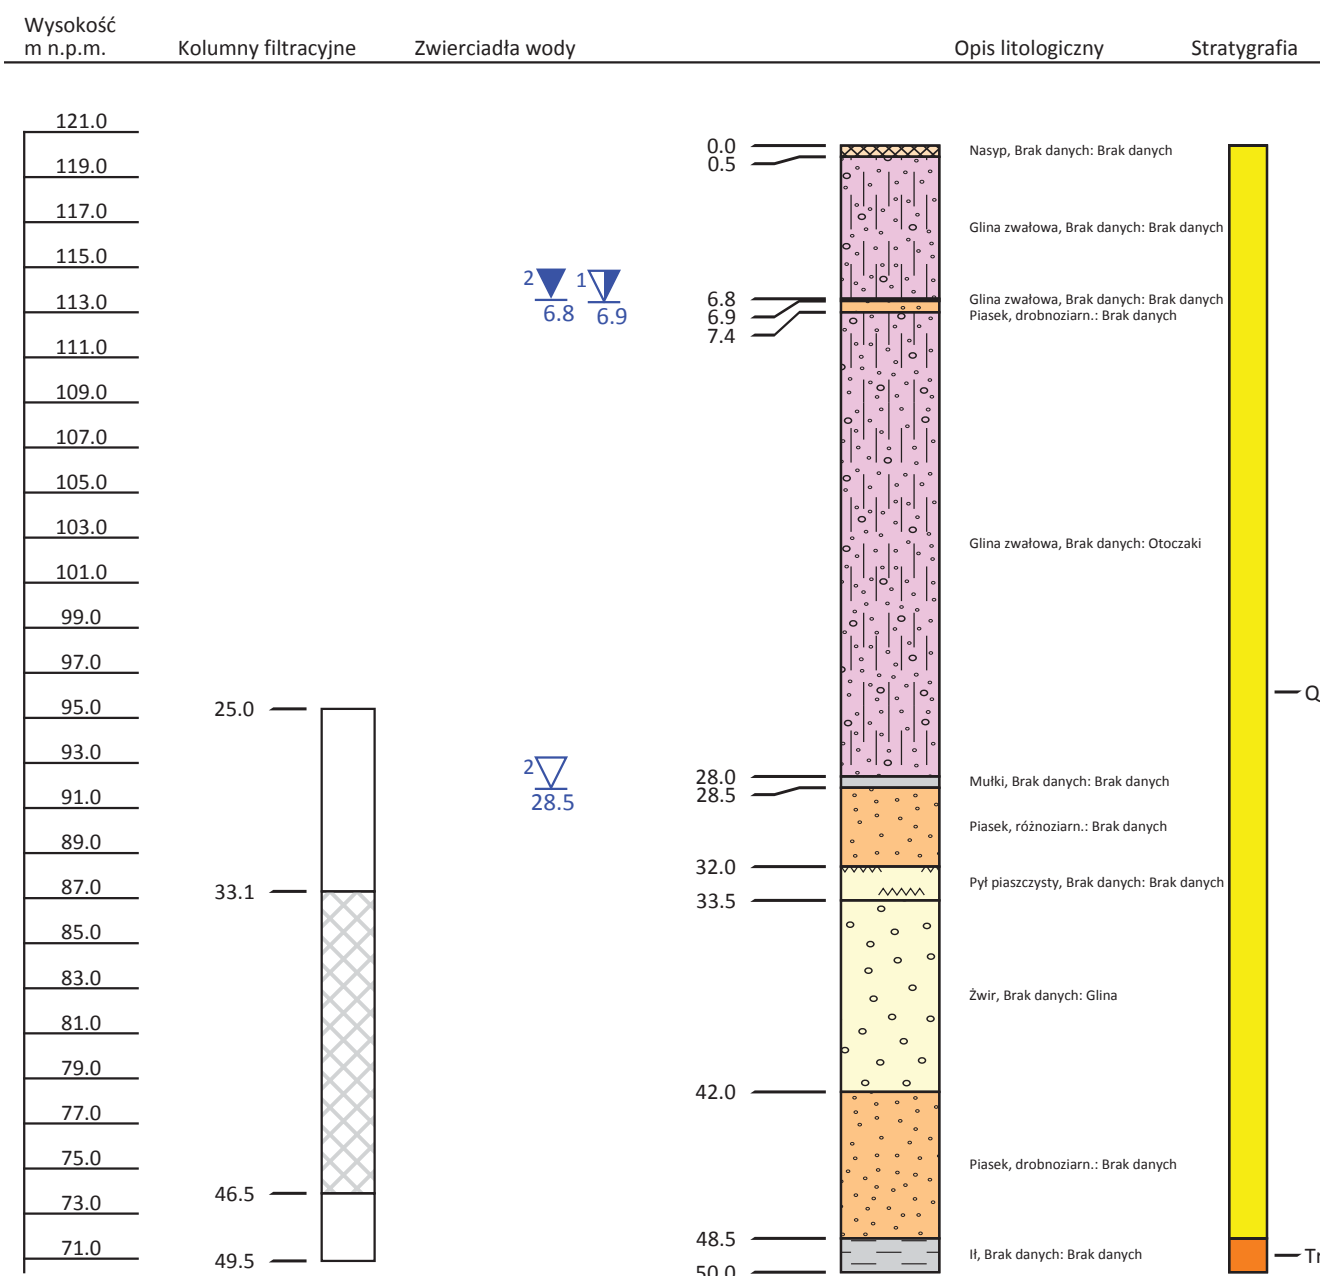 Wysokość
m n.p.m. Kolumny filtracyjne Zwierciadła wody Opis litologiczny Stratygrafia
121.0
0.0 Nasyp, Brak danych: Brak danych
0.5
119.0
117.0
Glina zwałowa, Brak danych: Brak danych
115.0
2 1
6.8 6.9
113.0
6.8 Glina zwałowa, Brak danych: Brak danych
6.9 Piasek, drobnoziarn.: Brak danych
7.4
111.0
109.0
107.0
105.0
103.0
Glina zwałowa, Brak danych: Otoczaki
101.0
99.0
97.0
Q
95.0
25.0
93.0
2
28.5
28.0 Mułki, Brak danych: Brak danych
28.5
91.0
Piasek, różnoziarn.: Brak danych
89.0
32.0
87.0
33.1
Pył piaszczysty, Brak danych: Brak danych
33.5
85.0
83.0
Żwir, Brak danych: Glina
81.0
79.0
42.0
77.0
75.0
Piasek, drobnoziarn.: Brak danych
46.5
73.0
48.5
71.0
Ił, Brak danych: Brak danych
Tr
49.5
50.0